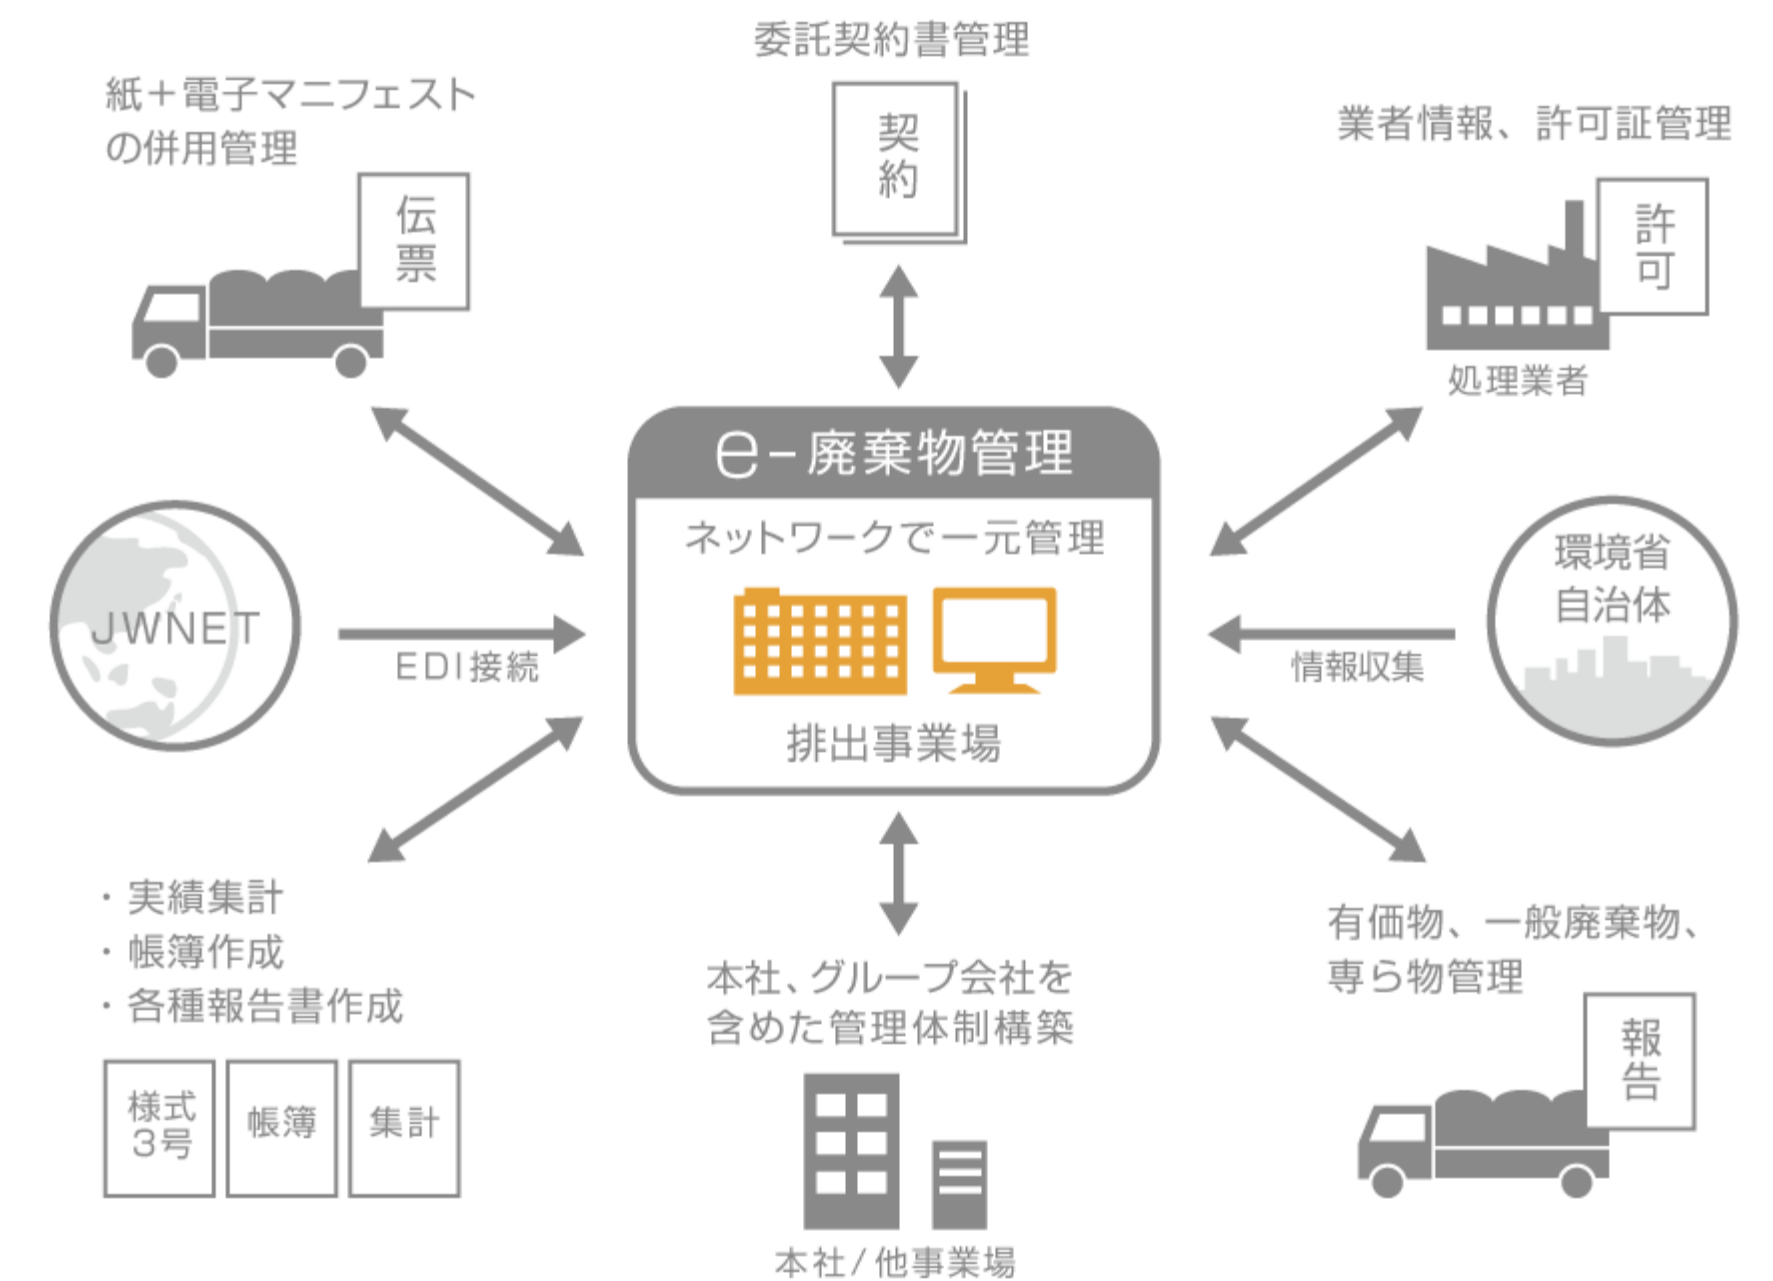 委託契約書管理
契
約
紙＋電子マニフェスト
の併用管理
伝
票
業者情報、許可証管理
許
可
処理業者
e-廃棄物管理
ネットワークで一元管理
排出事業場
JWNET
EDI接続
環境省
自治体
情報収集
・実績集計
・帳簿作成
・各種報告書作成
様式
3号
帳簿
集計
本社、グループ会社を
含めた管理体制構築
本社/他事業場
有価物、一般廃棄物、
専ら物管理
報
告